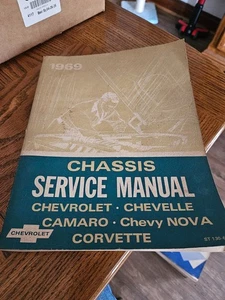 1969
CHASSIS
SERVICE MANUAL
CHEVROLET · CHEVELLE
CAMARO · Chevy NOVA
CORVETTE
CHEVROLET